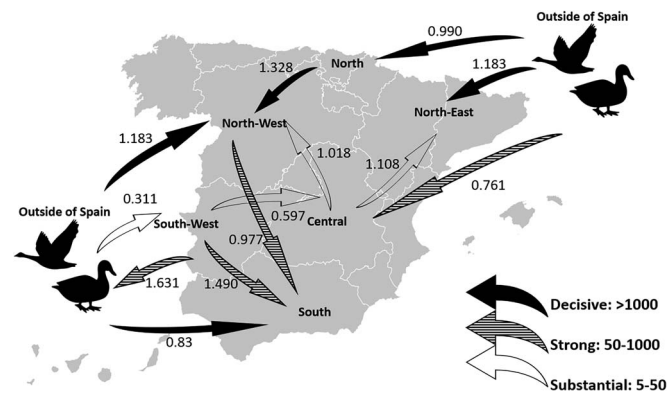 Outside of Spain
0.990
North
1.328
1.183
North-East
North-West
1.183
1.018
1.108
0.761
0.311
Outside of Spain
South-West
0.597
Central
0.977
1.631
1.490
South
0.83
Decisive: >1000
Strong: 50-1000
Substantial: 5-50